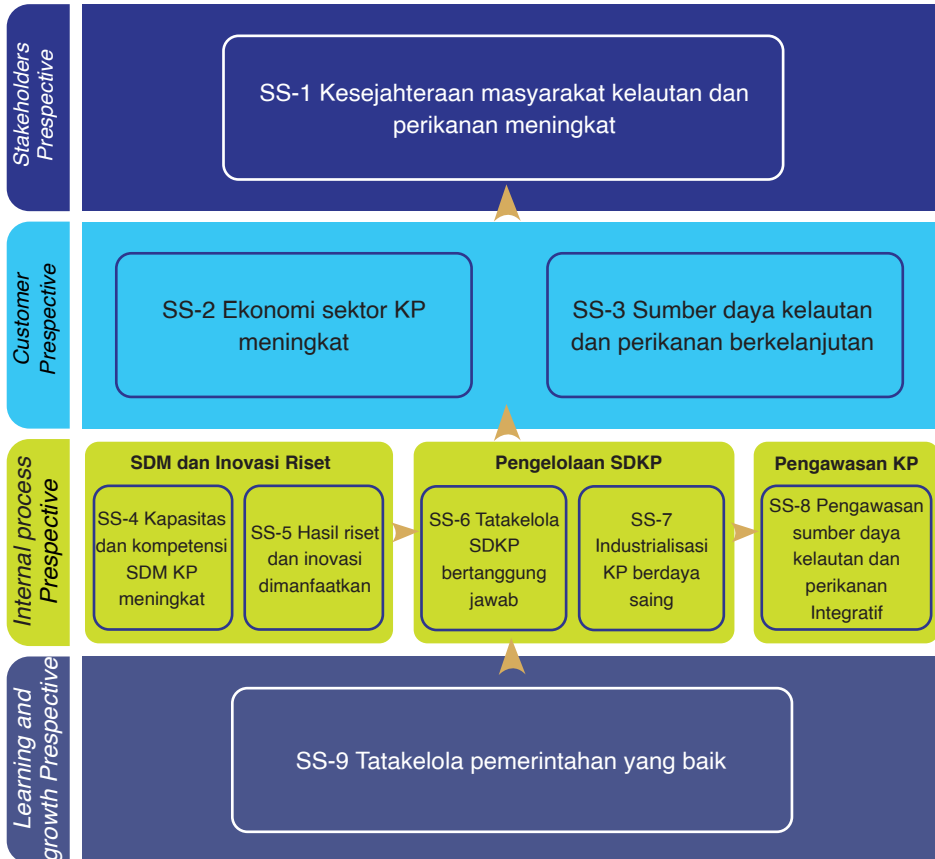 Stakeholders
Prespective
SS-1 Kesejahteraan masyarakat kelautan dan
perikanan meningkat
Customer
Prespective
SS-2 Ekonomi sektor KP
meningkat
SS-3 Sumber daya kelautan
dan perikanan berkelanjutan
Internal process
Prespective
SDM dan Inovasi Riset
SS-4 Kapasitas
dan kompetensi
SDM KP
meningkat
SS-5 Hasil riset
dan inovasi
dimanfaatkan
Pengelolaan SDKP
SS-6 Tatakelola
SDKP
bertanggung
jawab
SS-7
Industrialisasi
KP berdaya
saing
Pengawasan KP
SS-8 Pengawasan
sumber daya
kelautan dan
perikanan
Integratif
Learning and
growth Prespective
SS-9 Tatakelola pemerintahan yang baik